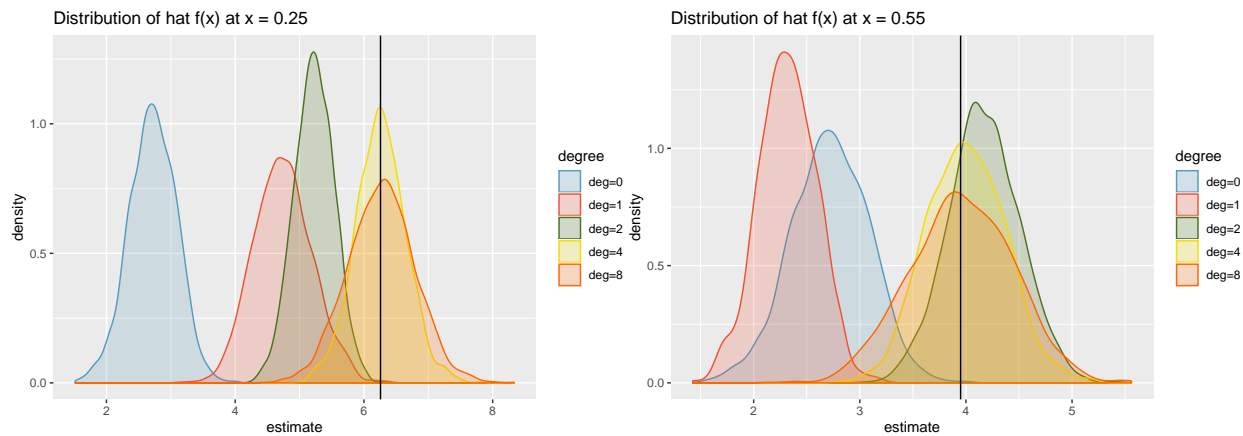 Distribution of hat f(x) at x = 0.25
density
1.0
0.5
0.0
2
4
6
8
estimate
degree
deg=0
deg=1
deg=2
deg=4
deg=8
Distribution of hat f(x) at x = 0.55
density
1.0
0.5
0.0
2
3
4
5
estimate
degree
deg=0
deg=1
deg=2
deg=4
deg=8